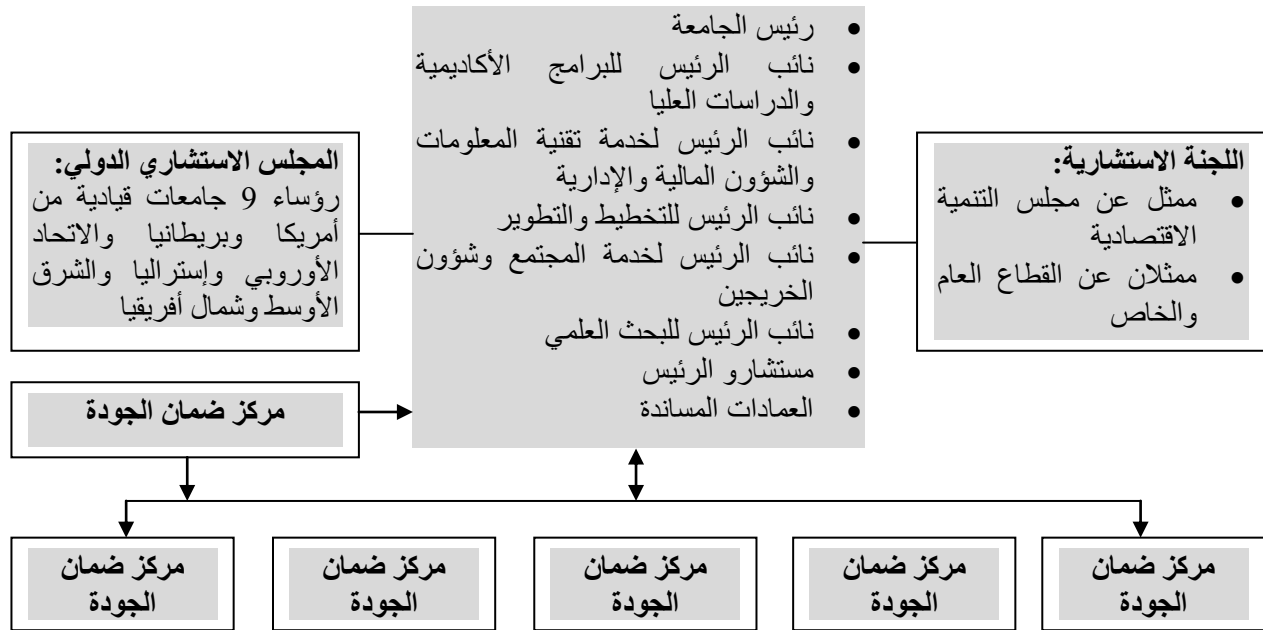 • رئيس الجامعة
• نائب الرئيس للبرامج الأكاديمية
والدراسات العليا
• نائب الرئيس لخدمة تقنية المعلومات
والشؤون المالية والإدارية
• نائب الرئيس للتخطيط والتطوير
• نائب الرئيس لخدمة المجتمع وشؤون
الخريجين
• نائب الرئيس للبحث العلمي
• مستشارو الرئيس
• العمادات المساندة
اللجنة الاستشارية:
• ممثل عن مجلس التنمية
الاقتصادية
• ممثلان عن القطاع العام
والخاص
المجلس الاستشاري الدولي:
رؤساء 9 جامعات قيادية من
أمريكا وبريطانيا والاتحاد
الأوروبي وإستراليا والشرق
الأوسط وشمال أفريقيا
مركز ضمان الجودة
مركز ضمان
الجودة
مركز ضمان
الجودة
مركز ضمان
الجودة
مركز ضمان
الجودة
مركز ضمان
الجودة